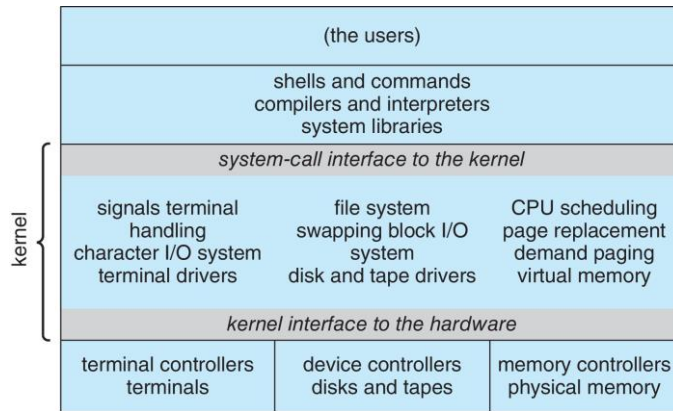 (the users)
shells and commands
compilers and interpreters
system libraries
system-call interface to the kernel
kernel
signals terminal
handling
character I/O system
terminal drivers
file system
swapping block I/O
system
disk and tape drivers
CPU scheduling
page replacement
demand paging
virtual memory
kernel interface to the hardware
terminal controllers
terminals
device controllers
disks and tapes
memory controllers
physical memory